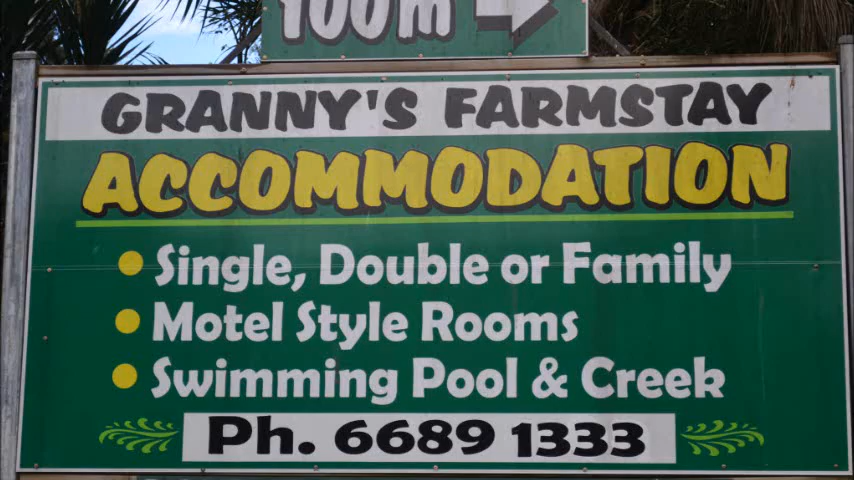 100m
GRANNY'S FARMSTAY
ACCOMMODATION
Single, Double or Family
Motel Style Rooms
Swimming Pool & Creek
Ph. 6689 1333